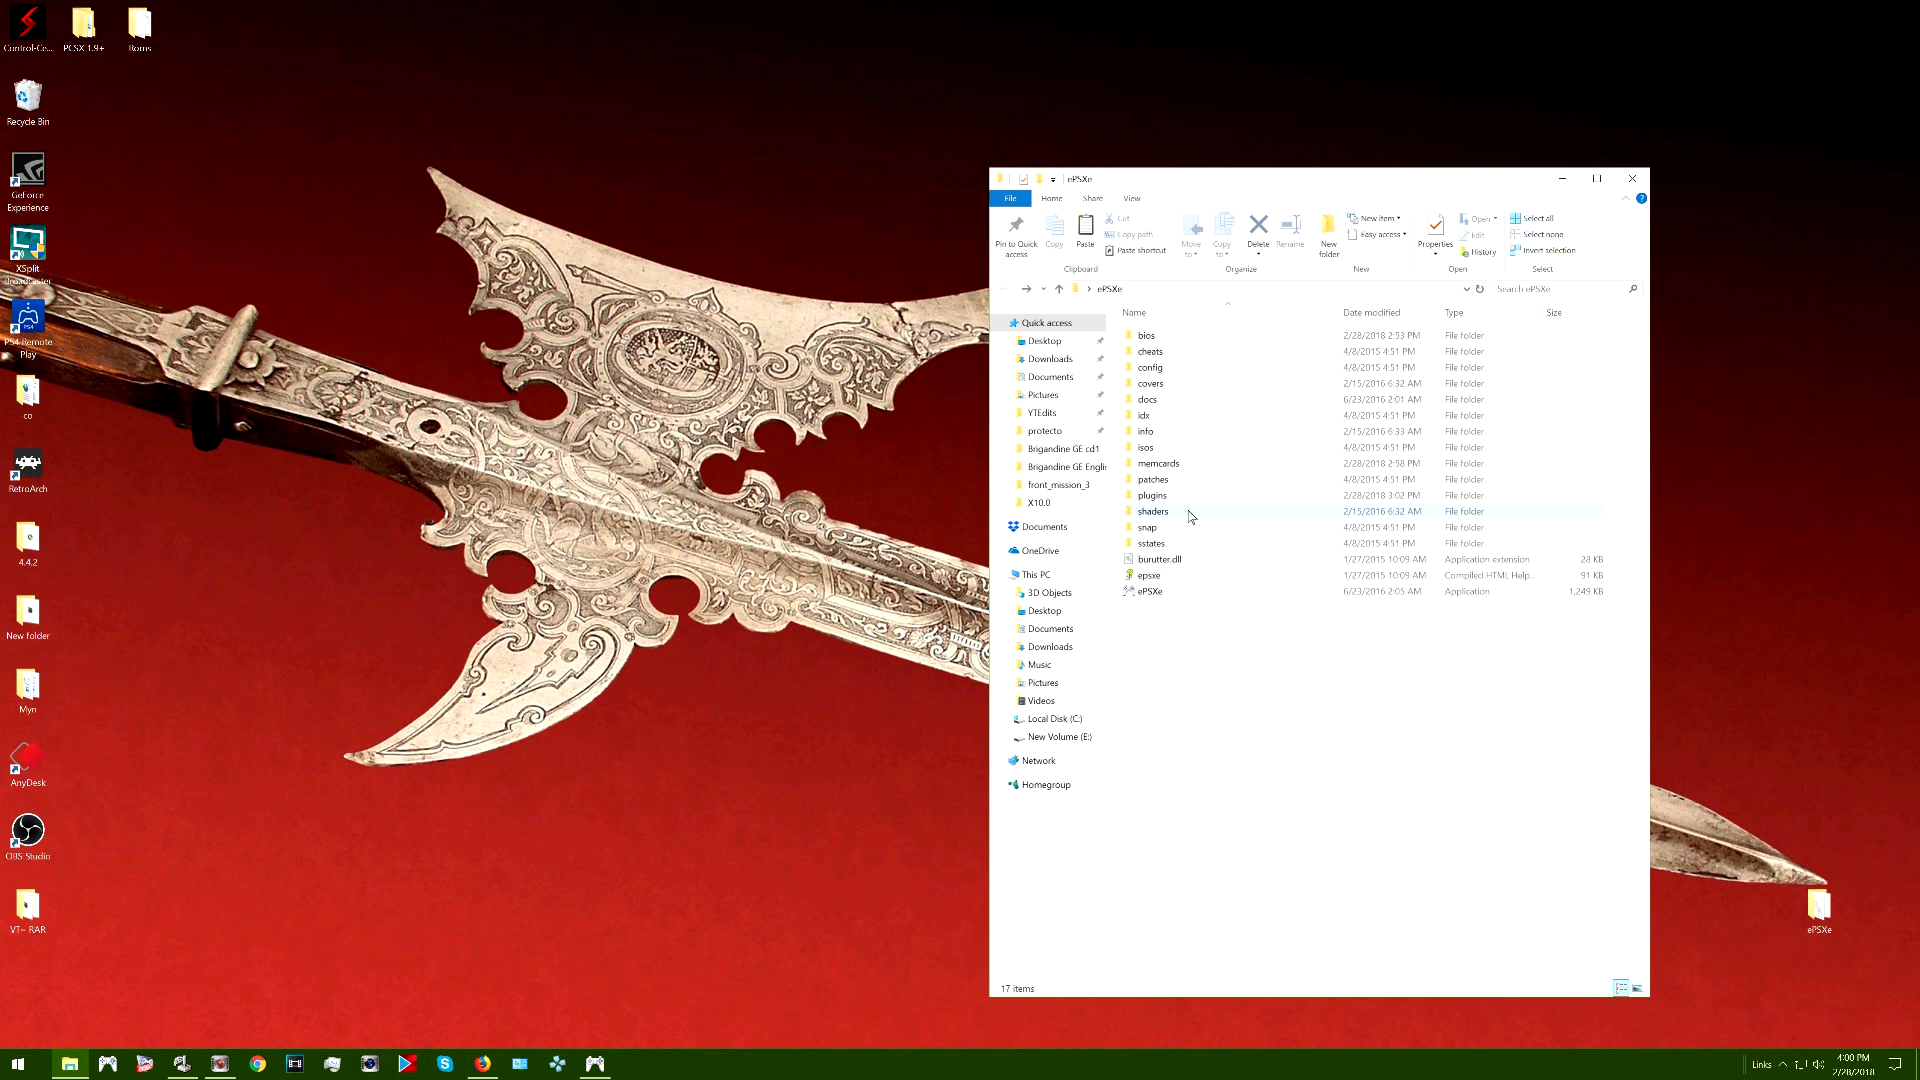 Control-Ce...
PCSX 1.9+
Roms
Recycle Bin
GeForce
Experience
XSplit
Broadcaster
PS4 Remote
Play
co
RetroArch
4.4.2
New folder
Myn
AnyDesk
OBS Studio
VT~ RAR
ePSXe
File
Home
Share
View
Pin to Quick
access
Copy
Paste
Cut
Copy path
Paste shortcut
Clipboard
Move
to
Copy
to
Delete
Rename
Organize
New
folder
New item
Easy access
New
Properties
Open
Edit
History
Open
Select all
Select none
Invert selection
Select
ePSXe
Search ePSXe
Quick access
Desktop
Downloads
Documents
Pictures
YTEdits
protecto
Brigandine GE cd1
Brigandine GE Englis
front_mission_3
X10.0
Documents
OneDrive
This PC
3D Objects
Desktop
Documents
Downloads
Music
Pictures
Videos
Local Disk (C:)
New Volume (E:)
Network
Homegroup
Name Date modified Type Size
bios 2/28/2018 2:53 PM File folder
cheats 4/8/2015 4:51 PM File folder
config 4/8/2015 4:51 PM File folder
covers 2/15/2016 6:32 AM File folder
docs 6/23/2016 2:01 AM File folder
idx 4/8/2015 4:51 PM File folder
info 2/15/2016 6:33 AM File folder
isos 4/8/2015 4:51 PM File folder
memcards 2/28/2018 2:58 PM File folder
patches 4/8/2015 4:51 PM File folder
plugins 2/28/2018 3:02 PM File folder
shaders 2/15/2016 6:32 AM File folder
snap 4/8/2015 4:51 PM File folder
sstates 4/8/2015 4:51 PM File folder
burutter.dll 1/27/2015 10:09 AM Application extension 28 KB
epsxe 1/27/2015 10:09 AM Compiled HTML Help... 91 KB
ePSXe 6/23/2016 2:05 AM Application 1,249 KB
17 items
ePSXe
Links
4:00 PM
2/28/2018